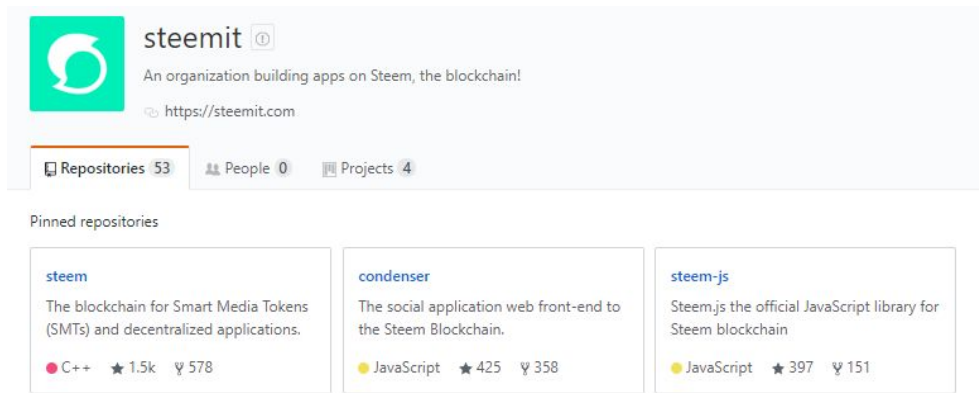 steemit
An organization building apps on Steem, the blockchain!
https://steemit.com
Repositories 53 People 0 Projects 4
Pinned repositories
steem
The blockchain for Smart Media Tokens
(SMTs) and decentralized applications.
C++ 1.5k 578
condenser
The social application web front-end to
the Steem Blockchain.
JavaScript 425 358
steem-js
Steem.js the official JavaScript library for
Steem blockchain
JavaScript 397 151